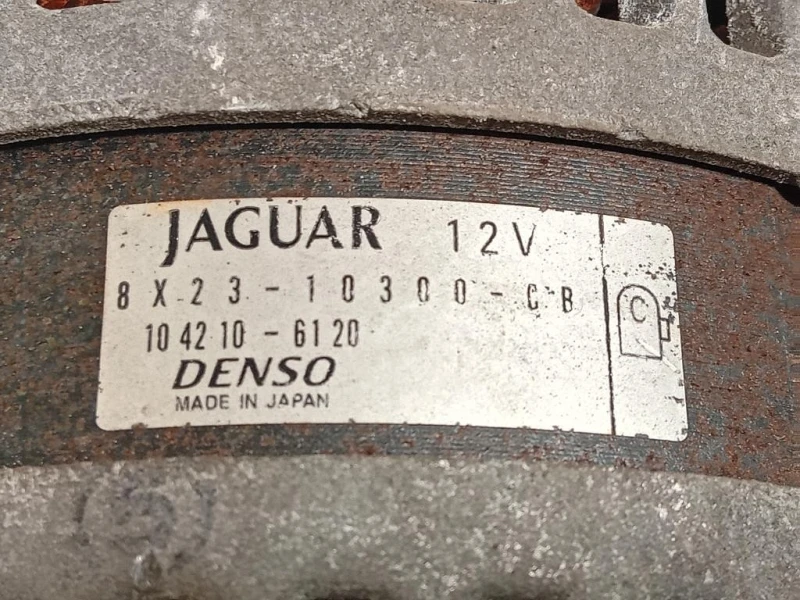 JAGUAR 12V
8X23-10300-CB
104210-6120
DENSO
MADE IN JAPAN
C